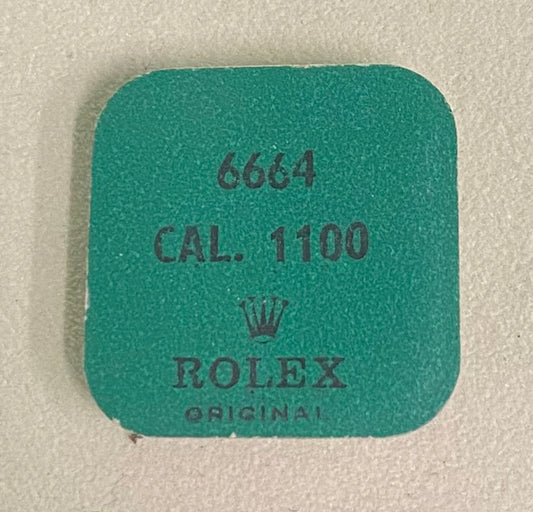 6664
CAL. 1100
ROLEX
ORIGINAL